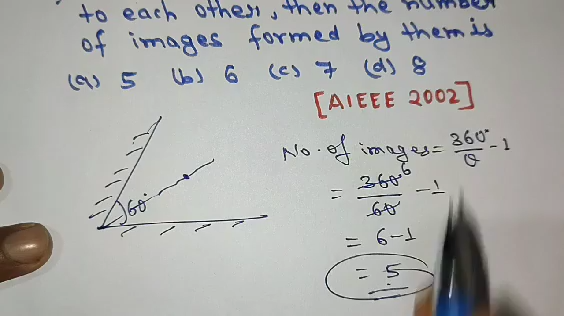 to each other, then the number
of images formed by them is
(a) 5 (b) 6 (c) 7 (d) 8
[AIEEE 2002]
60°
No. of images = 360°/θ - 1
= 360°/60° 6 - 1
= 6 - 1
= 5